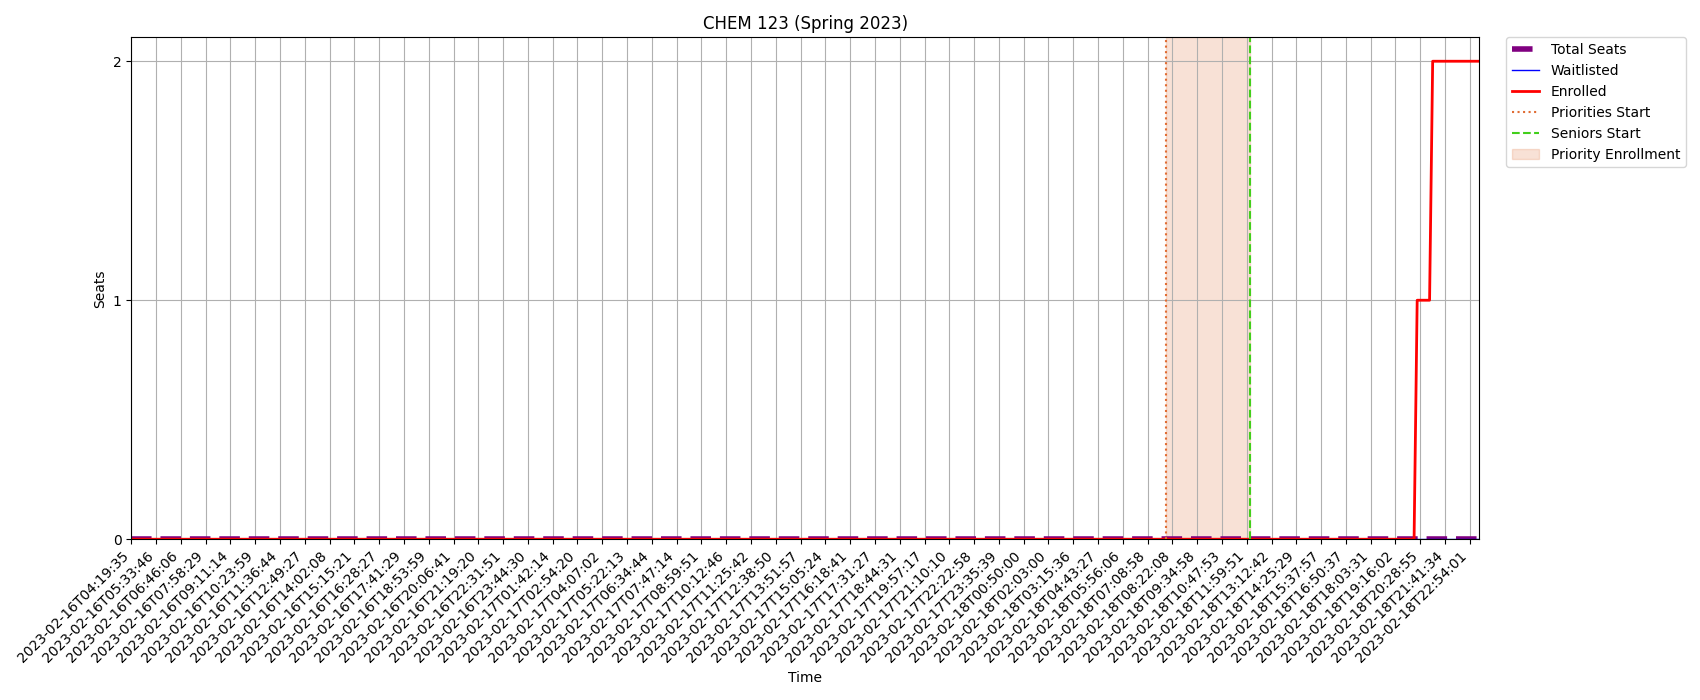 CHEM 123 (Spring 2023)
Total Seats
Waitlisted
Enrolled
Priorities Start
Seniors Start
Priority Enrollment
Seats
2
1
0
2023-02-16T04:19:35
2023-02-16T05:33:46
2023-02-16T06:46:06
2023-02-16T07:58:29
2023-02-16T09:11:14
2023-02-16T10:23:59
2023-02-16T11:36:44
2023-02-16T12:49:27
2023-02-16T14:02:08
2023-02-16T15:15:21
2023-02-16T16:28:27
2023-02-16T17:41:29
2023-02-16T18:53:59
2023-02-16T20:06:41
2023-02-16T21:19:20
2023-02-16T22:31:51
2023-02-16T23:44:30
2023-02-17T01:42:14
2023-02-17T02:54:20
2023-02-17T04:07:02
2023-02-17T05:22:13
2023-02-17T06:34:44
2023-02-17T07:47:14
2023-02-17T08:59:51
2023-02-17T10:12:46
2023-02-17T11:25:42
2023-02-17T12:38:50
2023-02-17T13:51:57
2023-02-17T15:05:24
2023-02-17T16:18:41
2023-02-17T17:31:27
2023-02-17T18:44:31
2023-02-17T19:57:17
2023-02-17T21:10:10
2023-02-17T22:22:58
2023-02-17T23:35:39
2023-02-18T00:50:00
2023-02-18T02:03:00
2023-02-18T03:15:36
2023-02-18T04:43:27
2023-02-18T05:56:06
2023-02-18T07:08:58
2023-02-18T08:22:08
2023-02-18T09:34:58
2023-02-18T10:47:53
2023-02-18T11:59:51
2023-02-18T13:12:42
2023-02-18T14:25:29
2023-02-18T15:37:57
2023-02-18T16:50:37
2023-02-18T18:03:31
2023-02-18T19:16:02
2023-02-18T20:28:55
2023-02-18T21:41:34
2023-02-18T22:54:01
Time